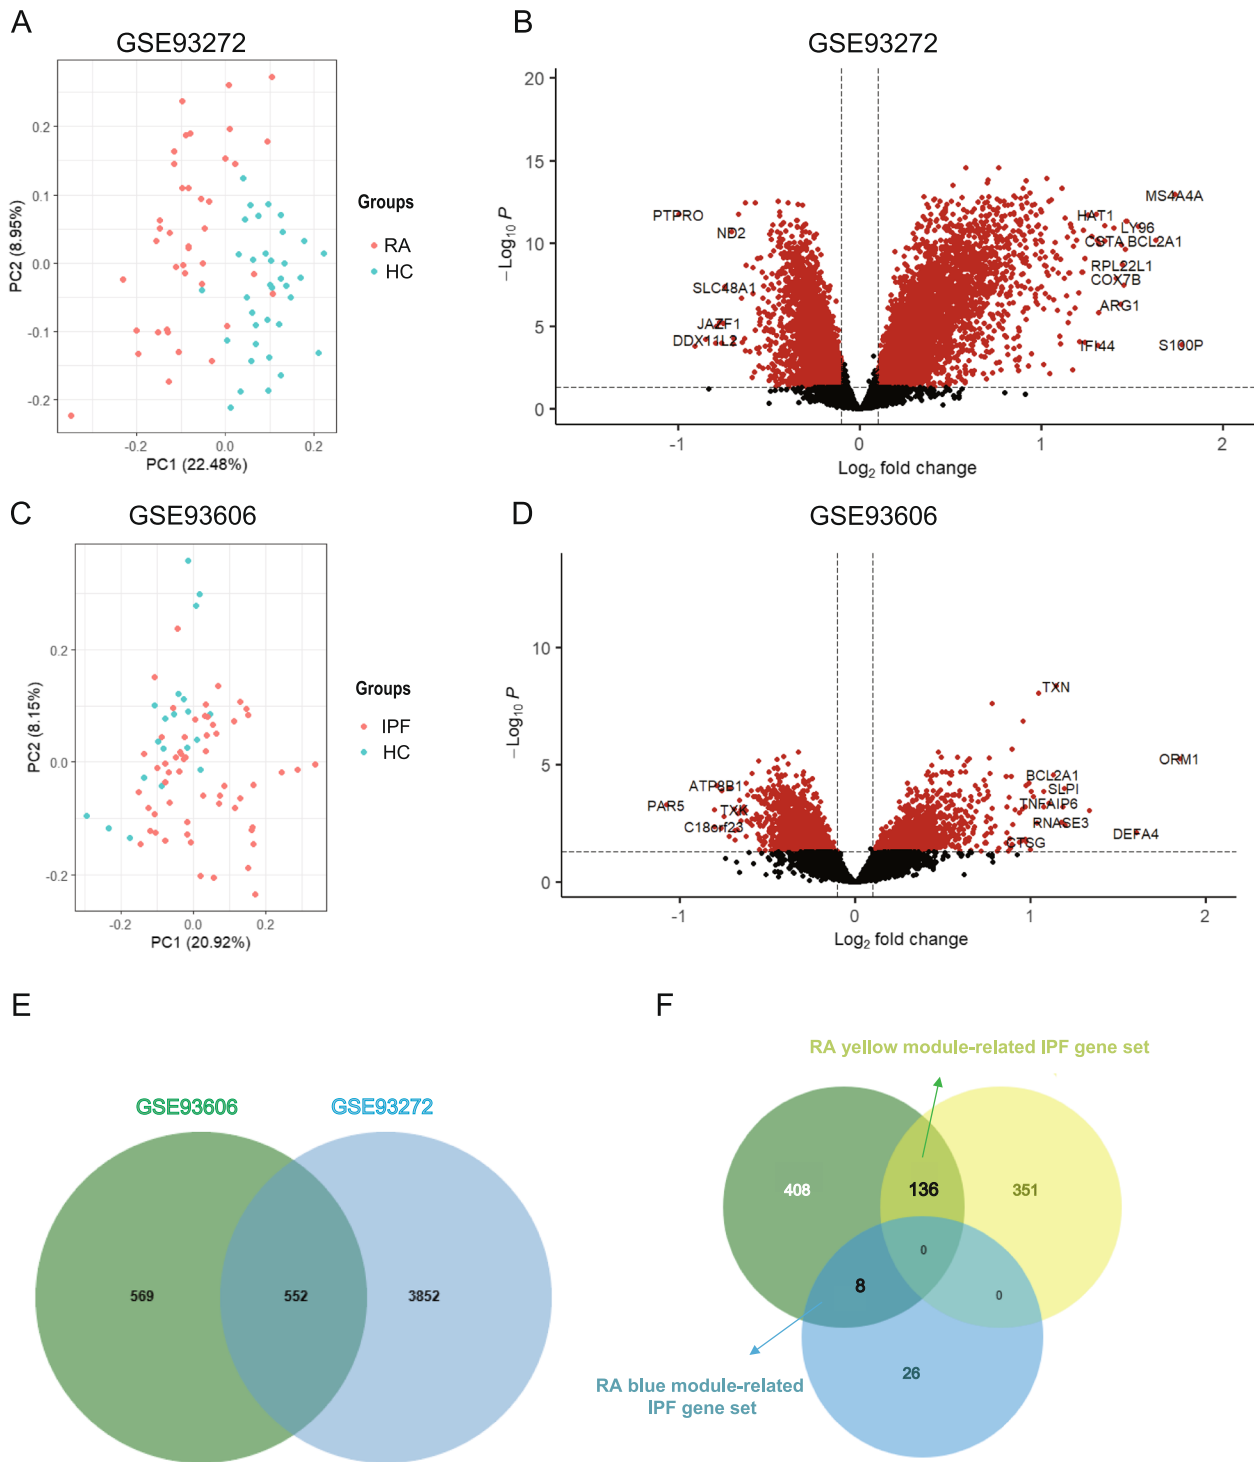 A
GSE93272
PC2 (8.95%)
0.2
0.1
0.0
-0.1
-0.2
-0.2
0.0
0.2
PC1 (22.48%)
Groups
RA
HC
B
GSE93272
−Log10 P
20
15
10
5
0
-1
0
1
2
Log2 fold change
PTPRO
ND2
SLC48A1
JAZF1
DDX11L2
MS4A4A
HAT1
LY96
CSTA
BCL2A1
RPL22L1
COX7B
ARG1
IFI44
S100P
C
GSE93606
PC2 (8.15%)
0.2
0.0
-0.2
-0.2
0.0
0.2
PC1 (20.92%)
Groups
IPF
HC
D
GSE93606
−Log10 P
10
5
0
-1
0
1
2
Log2 fold change
TXN
ORM1
BCL2A1
SLPI
TNFAIP6
RNASE3
CTSG
DEFA4
ATP8B1
PAR5
TXK
C18orf23
E
GSE93606
GSE93272
569
552
3852
F
RA yellow module-related IPF gene set
408
136
351
0
8
0
26
RA blue module-related
IPF gene set